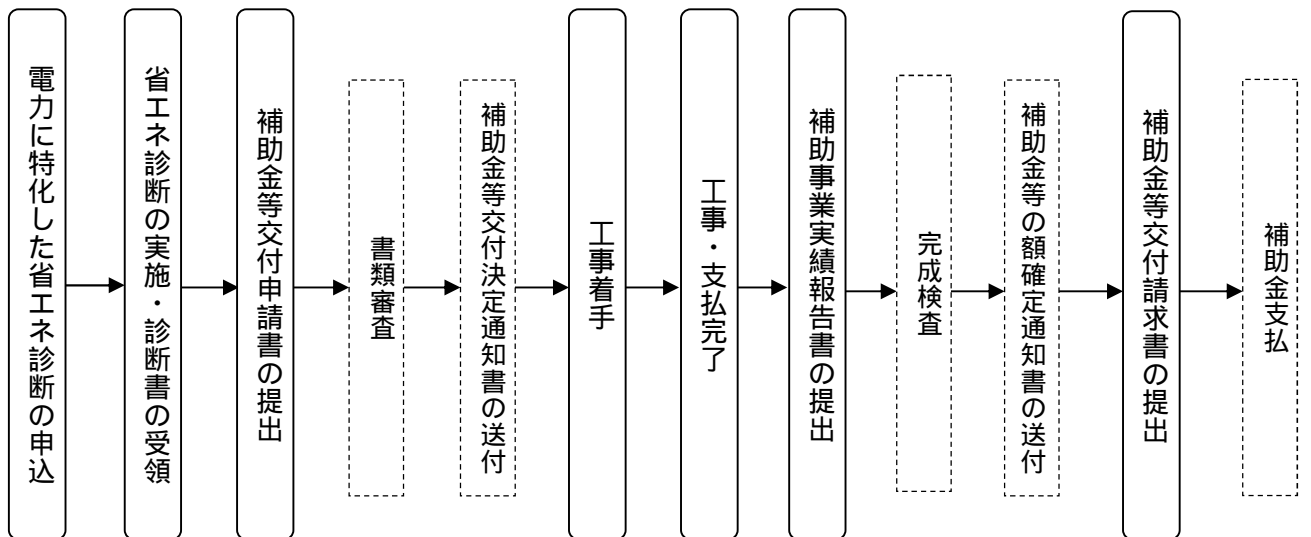 電力に特化した省エネ診断の申込
省エネ診断の実施・診断書の受領
補助金等交付申請書の提出
書類審査
補助金等交付決定通知書の送付
工事着手
工事・支払完了
補助事業実績報告書の提出
完成検査
補助金等の額確定通知書の送付
補助金等交付請求書の提出
補助金支払